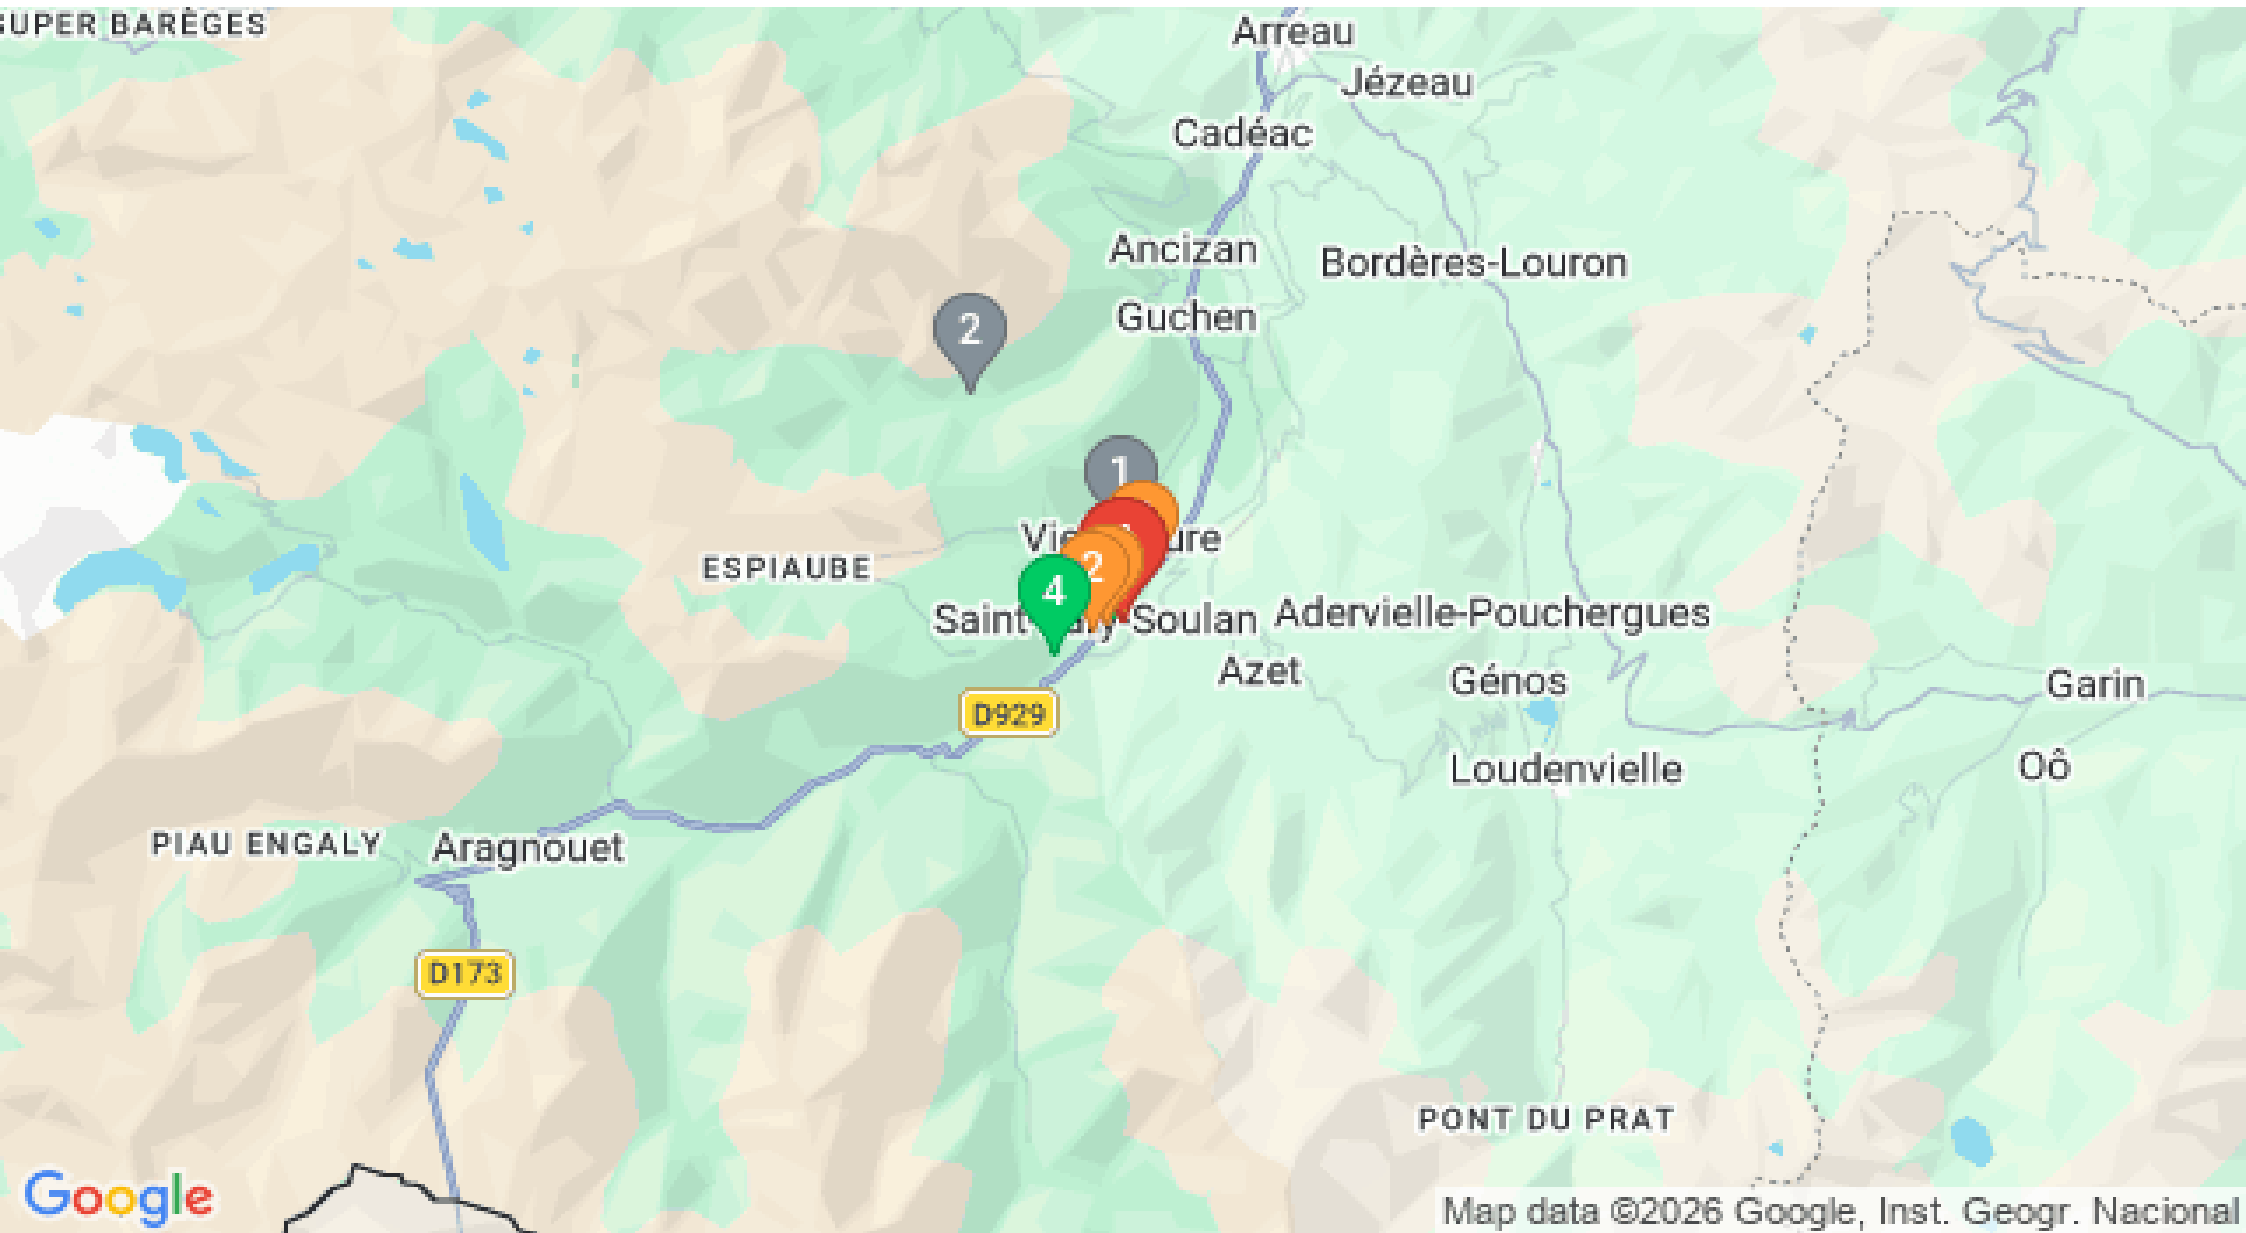 SUPER BARÈGES
Arreau
Jézeau
Cadéac
Ancizan
Bordères-Louron
Guchen
2
1
2
ESPIAUBE
4
Soulan
Adervielle-Pouchergues
Azet
Génos
Garin
D929
Oô
Loudenvielle
PIAU ENGALY
Aragnouet
D173
PONT DU PRAT
Google
Map data ©2026 Google, Inst. Geogr. Nacional